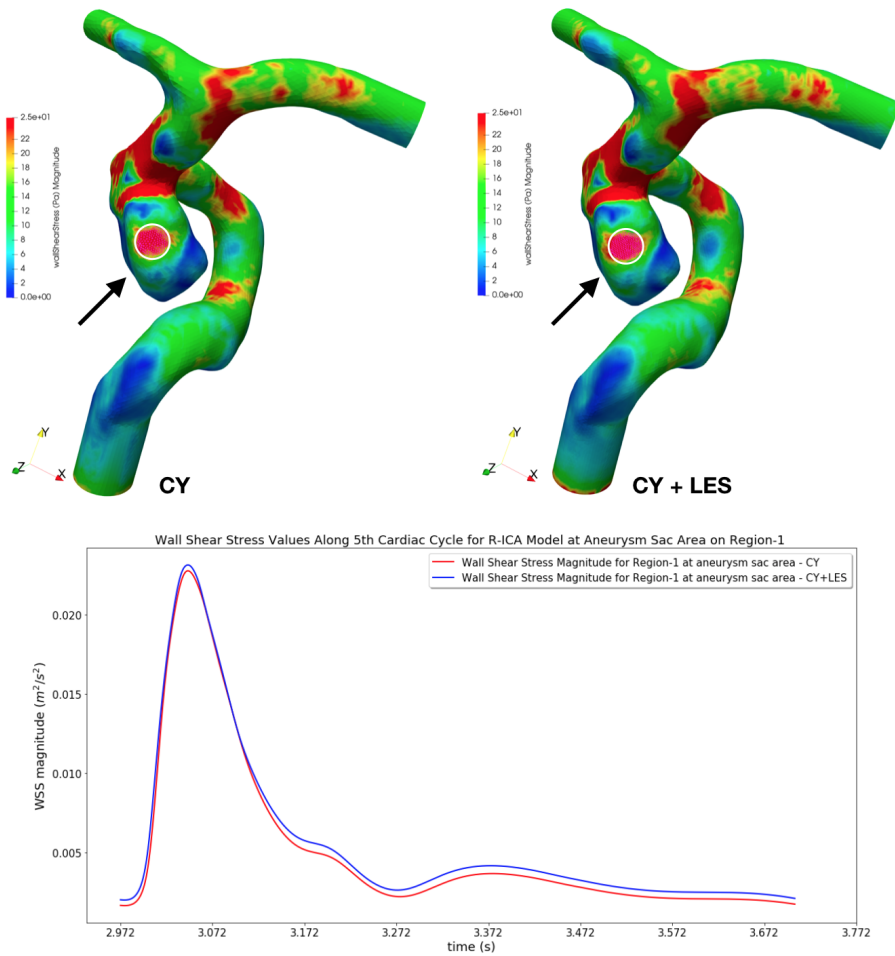 2.5e+01
22
20
18
16
14
12
10
8
6
4
2
0.0e+00
wallShearStress (Pa) Magnitude
Y
Z
X
CY
2.5e+01
22
20
18
16
14
12
10
8
6
4
2
0.0e+00
wallShearStress (Pa) Magnitude
Y
Z
X
CY + LES
Wall Shear Stress Values Along 5th Cardiac Cycle for R-ICA Model at Aneurysm Sac Area on Region-1
Wall Shear Stress Magnitude for Region-1 at aneurysm sac area - CY
Wall Shear Stress Magnitude for Region-1 at aneurysm sac area - CY+LES
WSS magnitude (m²/s²)
0.020
0.015
0.010
0.005
2.972 3.072 3.172 3.272 3.372 3.472 3.572 3.672 3.772
time (s)